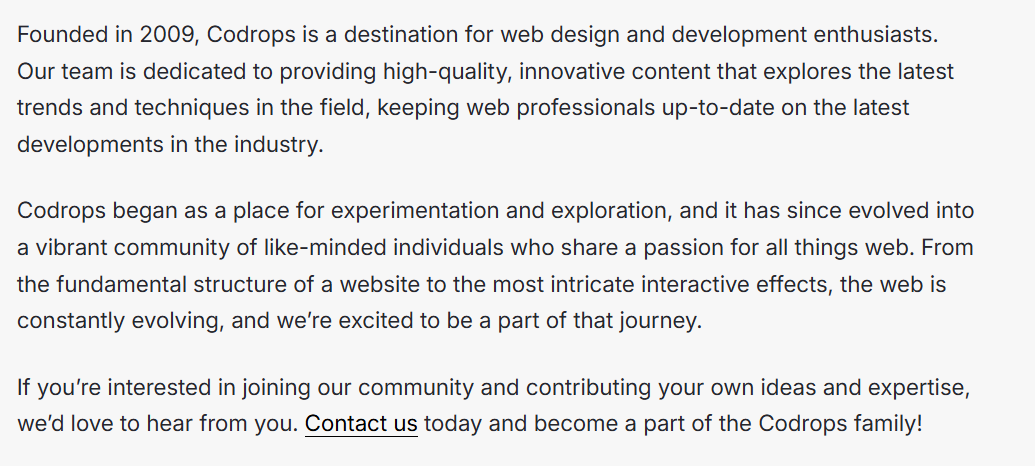 Founded in 2009, Codrops is a destination for web design and development enthusiasts.
Our team is dedicated to providing high-quality, innovative content that explores the latest
trends and techniques in the field, keeping web professionals up-to-date on the latest
developments in the industry.
Codrops began as a place for experimentation and exploration, and it has since evolved into
a vibrant community of like-minded individuals who share a passion for all things web. From
the fundamental structure of a website to the most intricate interactive effects, the web is
constantly evolving, and we’re excited to be a part of that journey.
If you’re interested in joining our community and contributing your own ideas and expertise,
we’d love to hear from you. Contact us today and become a part of the Codrops family!